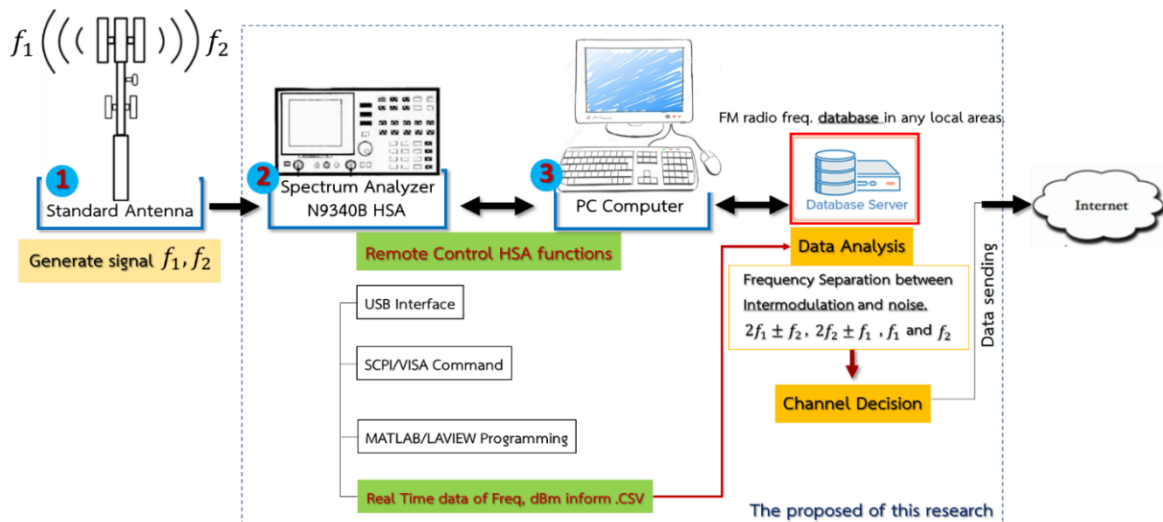 f₁
f₂
1
Standard Antenna
Generate signal f₁, f₂
2
Spectrum Analyzer
N9340B HSA
3
PC Computer
Remote Control HSA functions
USB Interface
SCPI/VISA Command
MATLAB/LAVIEW Programming
Real Time data of Freq, dBm inform .CSV
FM radio freq. database in any local areas.
Database Server
Data Analysis
Frequency Separation between
Intermodulation and noise.
2f₁ ± f₂ , 2f₂ ± f₁ , f₁ and f₂
Channel Decision
Data sending
Internet
The proposed of this research